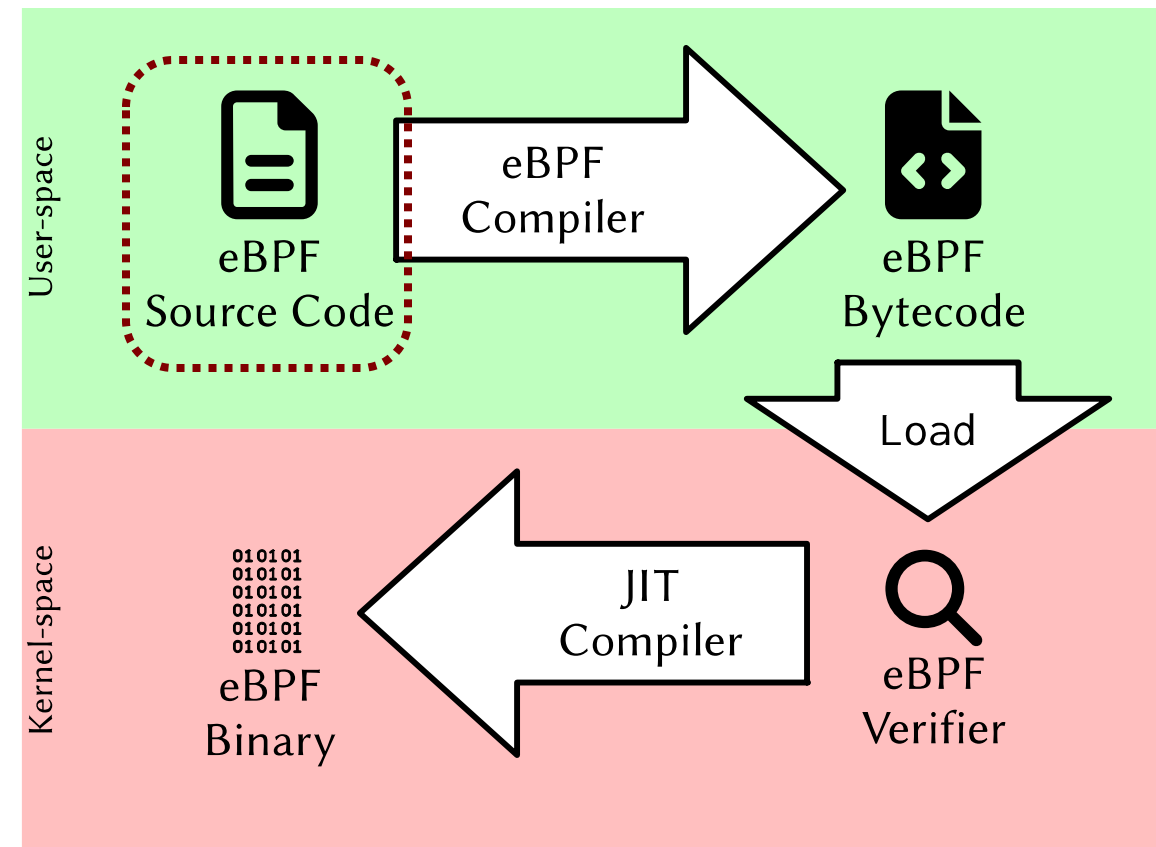 User-space
eBPF
Source Code
eBPF
Compiler
eBPF
Bytecode
Load
Kernel-space
010101
010101
010101
010101
010101
010101
eBPF
Binary
JIT
Compiler
eBPF
Verifier